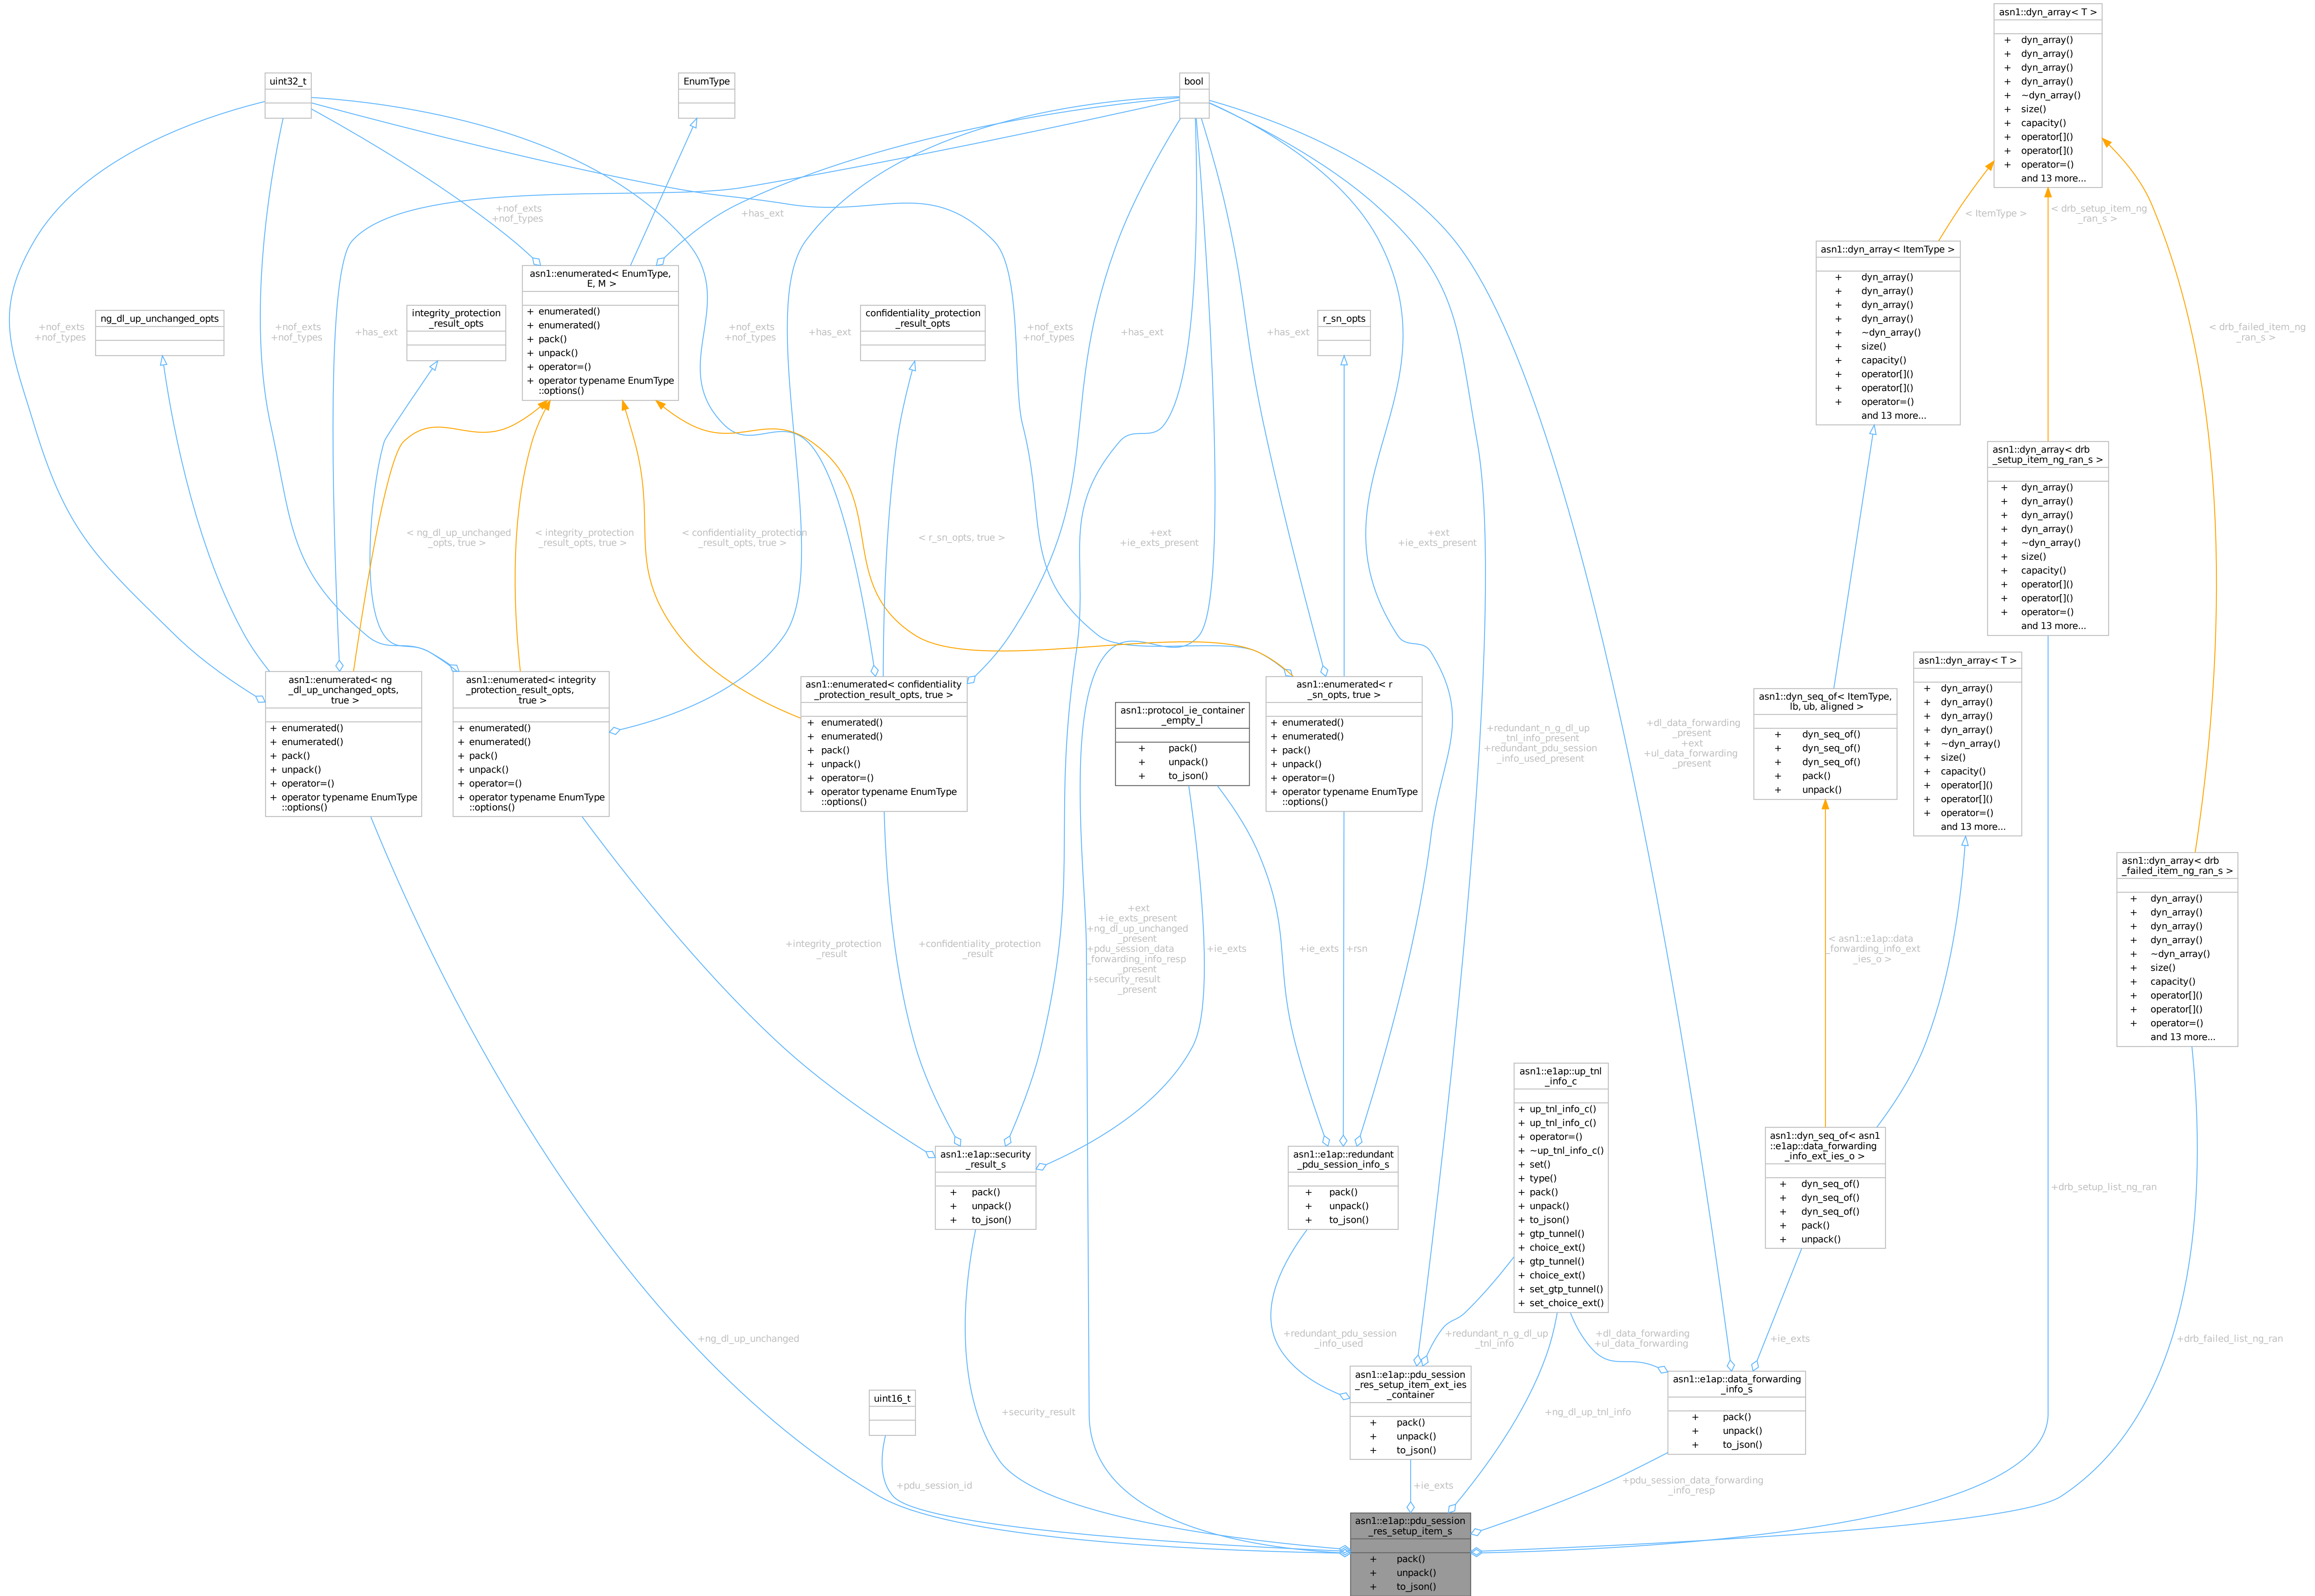 asn1::dyn_array< T >
+ dyn_array()
+ dyn_array()
+ dyn_array()
+ dyn_array()
+ ~dyn_array()
+ size()
+ capacity()
+ operator[]()
+ operator[]()
+ operator=()
and 13 more...
uint32_t
EnumType
bool
+nof_exts
+nof_types
+has_ext
< ItemType >
< drb_setup_item_ng
_ran_s >
asn1::dyn_array< ItemType >
+ dyn_array()
+ dyn_array()
+ dyn_array()
+ dyn_array()
+ ~dyn_array()
+ size()
+ capacity()
+ operator[]()
+ operator[]()
+ operator=()
and 13 more...
asn1::enumerated< EnumType,
E, M >
+ enumerated()
+ enumerated()
+ pack()
+ unpack()
+ operator=()
+ operator typename EnumType
::options()
ng_dl_up_unchanged_opts
integrity_protection
_result_opts
confidentiality_protection
_result_opts
r_sn_opts
+nof_exts
+nof_types
+nof_exts
+nof_types
+has_ext
+nof_exts
+nof_types
+has_ext
+nof_exts
+nof_types
+has_ext
+has_ext
< drb_failed_item_ng
_ran_s >
asn1::dyn_array< drb
_setup_item_ng_ran_s >
+ dyn_array()
+ dyn_array()
+ dyn_array()
+ dyn_array()
+ ~dyn_array()
+ size()
+ capacity()
+ operator[]()
+ operator[]()
+ operator=()
and 13 more...
< ng_dl_up_unchanged
_opts, true >
< integrity_protection
_result_opts, true >
< confidentiality_protection
_result_opts, true >
< r_sn_opts, true >
+ext
+ie_exts_present
+ext
+ie_exts_present
asn1::enumerated< ng
_dl_up_unchanged_opts,
true >
+ enumerated()
+ enumerated()
+ pack()
+ unpack()
+ operator=()
+ operator typename EnumType
::options()
asn1::enumerated< integrity
_protection_result_opts,
true >
+ enumerated()
+ enumerated()
+ pack()
+ unpack()
+ operator=()
+ operator typename EnumType
::options()
asn1::enumerated< confidentiality
_protection_result_opts, true >
+ enumerated()
+ enumerated()
+ pack()
+ unpack()
+ operator=()
+ operator typename EnumType
::options()
asn1::protocol_ie_container
_empty_l
+ pack()
+ unpack()
+ to_json()
asn1::enumerated< r
_sn_opts, true >
+ enumerated()
+ enumerated()
+ pack()
+ unpack()
+ operator=()
+ operator typename EnumType
::options()
+redundant_n_g_dl_up
_tnl_info_present
+redundant_pdu_session
_info_used_present
+dl_data_forwarding
_present
+ext
+ul_data_forwarding
_present
asn1::dyn_seq_of< ItemType,
lb, ub, aligned >
+ dyn_seq_of()
+ dyn_seq_of()
+ dyn_seq_of()
+ pack()
+ unpack()
asn1::dyn_array< T >
+ dyn_array()
+ dyn_array()
+ dyn_array()
+ dyn_array()
+ ~dyn_array()
+ size()
+ capacity()
+ operator[]()
+ operator[]()
+ operator=()
and 13 more...
asn1::dyn_array< drb
_failed_item_ng_ran_s >
+ dyn_array()
+ dyn_array()
+ dyn_array()
+ dyn_array()
+ ~dyn_array()
+ size()
+ capacity()
+ operator[]()
+ operator[]()
+ operator=()
and 13 more...
+integrity_protection
_result
+confidentiality_protection
_result
+ext
+ie_exts_present
+ng_dl_up_unchanged
_present
+pdu_session_data
_forwarding_info_resp
_present
+security_result
_present
+ie_exts
+ie_exts
+rsn
< asn1::e1ap::data
_forwarding_info_ext
_ies_o >
asn1::e1ap::up_tnl
_info_c
+ up_tnl_info_c()
+ up_tnl_info_c()
+ operator=()
+ ~up_tnl_info_c()
+ set()
+ type()
+ pack()
+ unpack()
+ to_json()
+ gtp_tunnel()
+ choice_ext()
+ gtp_tunnel()
+ choice_ext()
+ set_gtp_tunnel()
+ set_choice_ext()
asn1::e1ap::security
_result_s
+ pack()
+ unpack()
+ to_json()
asn1::e1ap::redundant
_pdu_session_info_s
+ pack()
+ unpack()
+ to_json()
asn1::dyn_seq_of< asn1
::e1ap::data_forwarding
_info_ext_ies_o >
+ dyn_seq_of()
+ dyn_seq_of()
+ dyn_seq_of()
+ pack()
+ unpack()
+drb_setup_list_ng_ran
+ng_dl_up_unchanged
+redundant_pdu_session
_info_used
+redundant_n_g_dl_up
_tnl_info
+dl_data_forwarding
+ul_data_forwarding
+ie_exts
+drb_failed_list_ng_ran
uint16_t
+security_result
asn1::e1ap::pdu_session
_res_setup_item_ext_ies
_container
+ pack()
+ unpack()
+ to_json()
+ng_dl_up_tnl_info
asn1::e1ap::data_forwarding
_info_s
+ pack()
+ unpack()
+ to_json()
+pdu_session_id
+ie_exts
+pdu_session_data_forwarding
_info_resp
asn1::e1ap::pdu_session
_res_setup_item_s
+ pack()
+ unpack()
+ to_json()